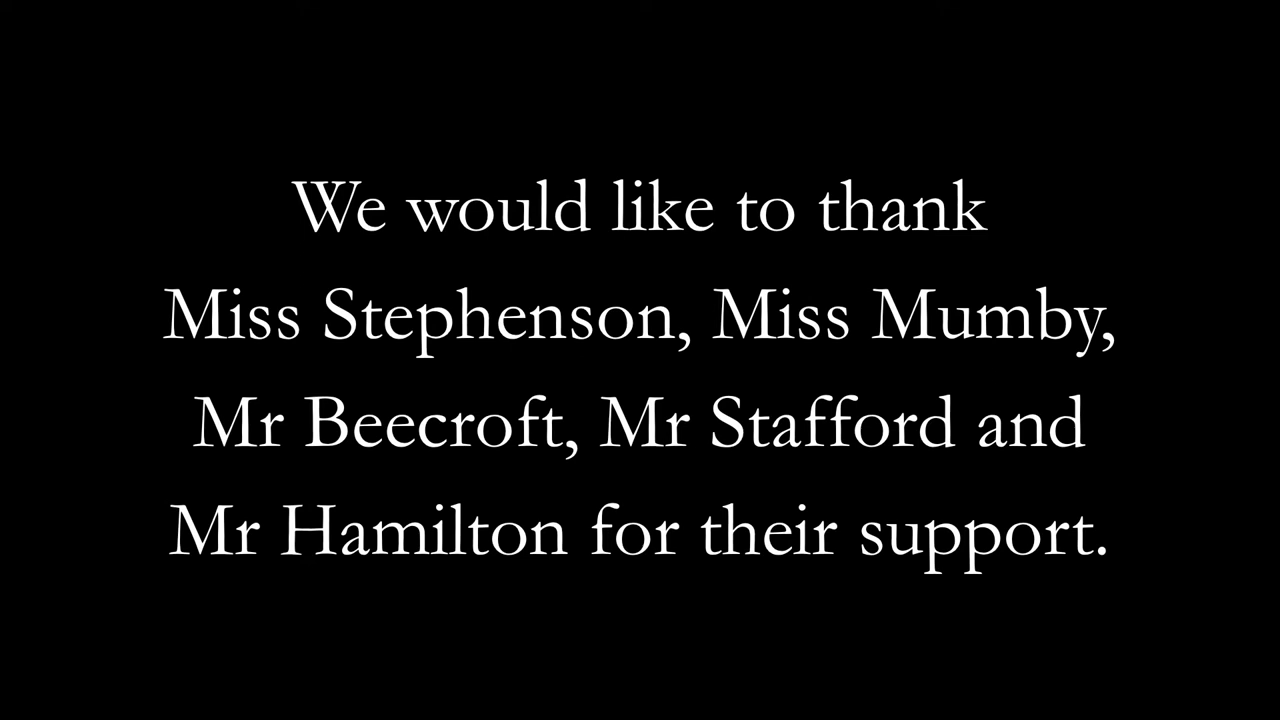 We would like to thank
Miss Stephenson, Miss Mumby,
Mr Beecroft, Mr Stafford and
Mr Hamilton for their support.